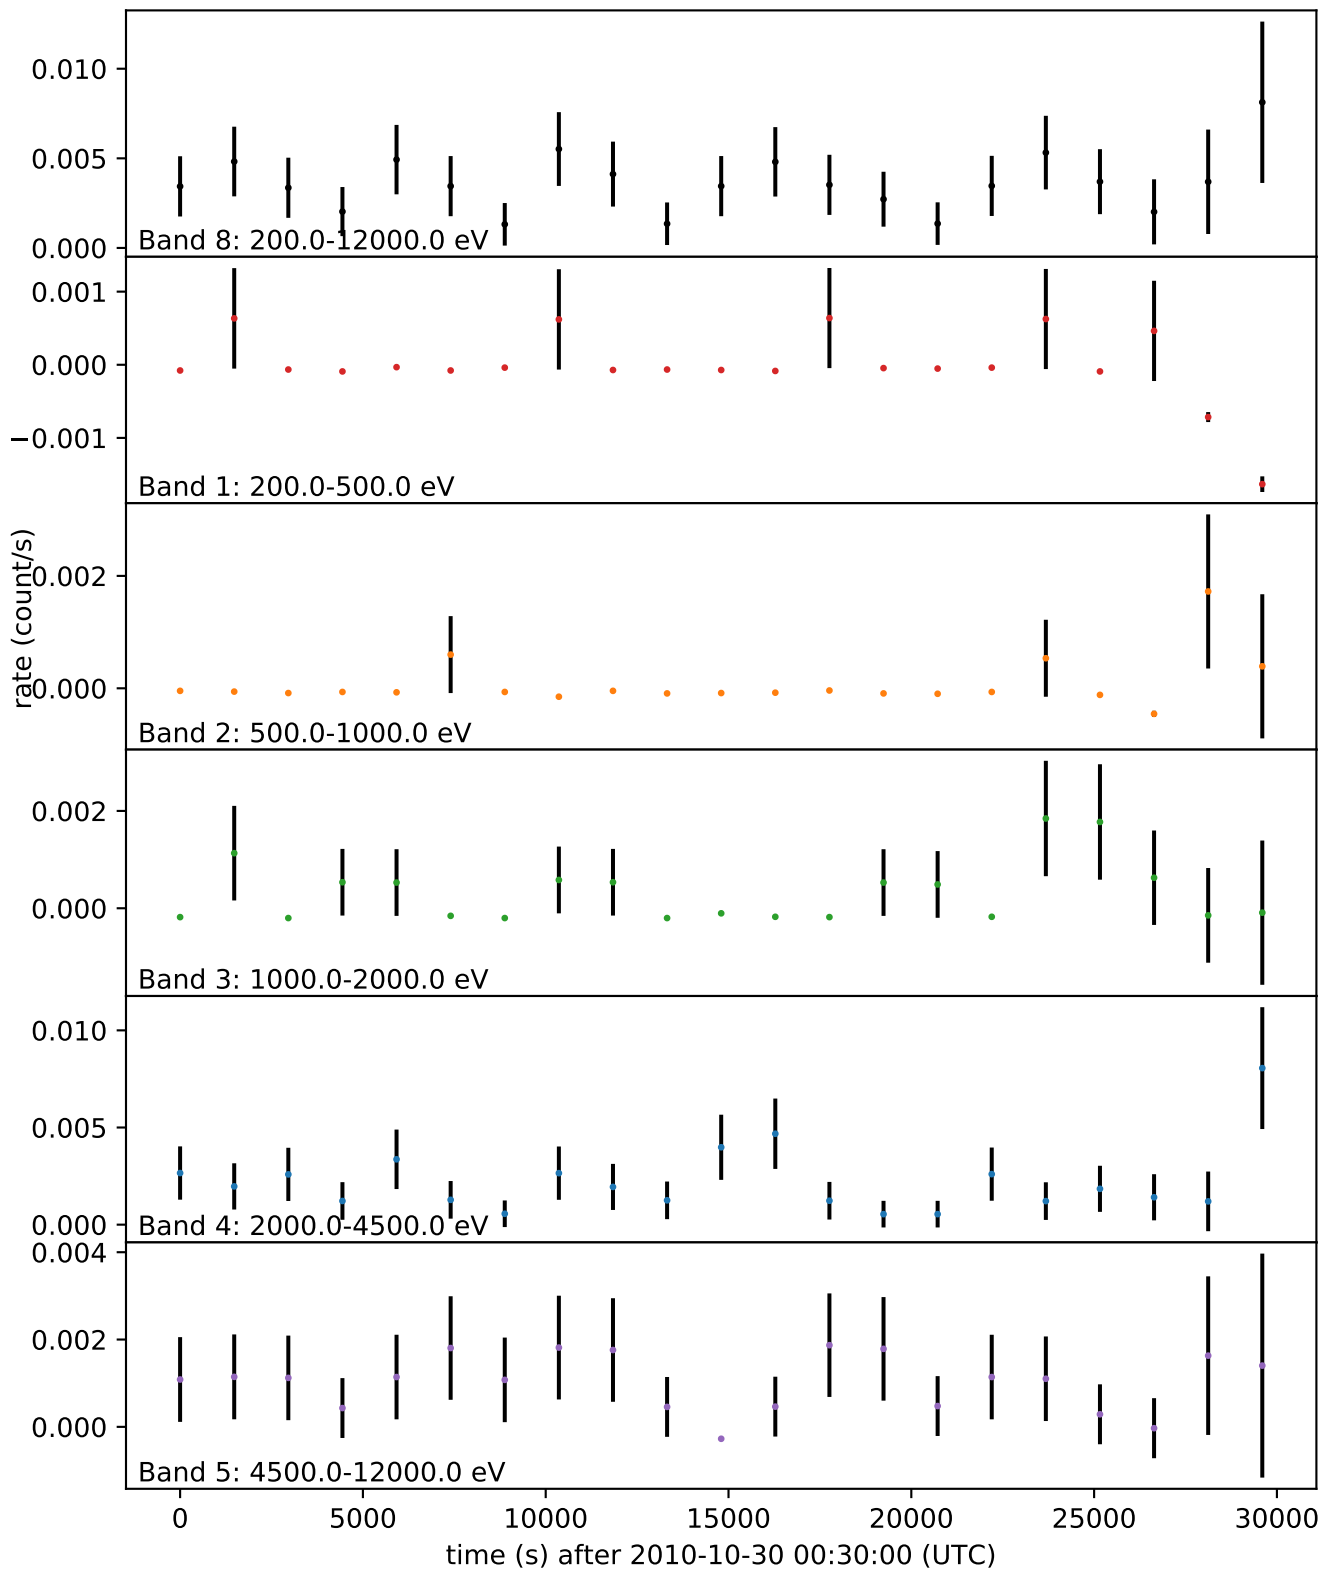 0.010
0.005
0.000
Band 8: 200.0-12000.0 eV
0.001
0.000
−0.001
Band 1: 200.0-500.0 eV
rate (count/s)
0.002
0.000
Band 2: 500.0-1000.0 eV
0.002
0.000
Band 3: 1000.0-2000.0 eV
0.010
0.005
0.000
Band 4: 2000.0-4500.0 eV
0.004
0.002
0.000
Band 5: 4500.0-12000.0 eV
0 5000 10000 15000 20000 25000 30000
time (s) after 2010-10-30 00:30:00 (UTC)